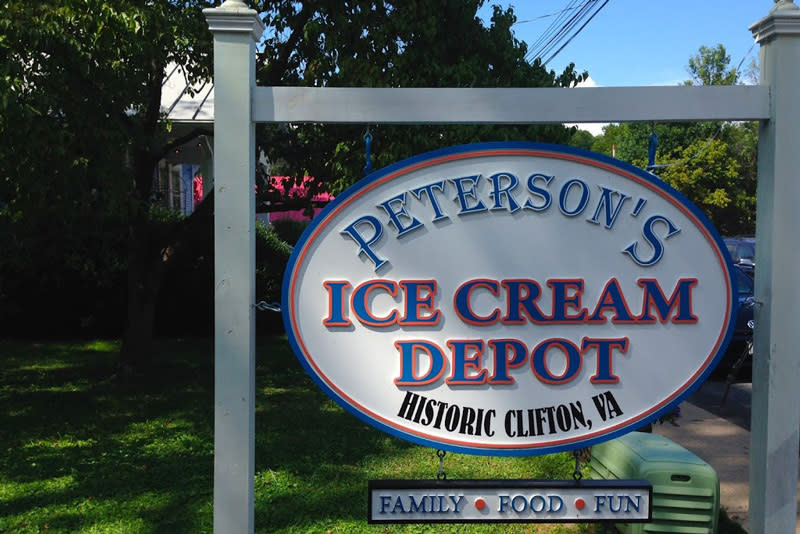 PETERSON'S
ICE CREAM
DEPOT
HISTORIC CLIFTON, VA
FAMILY • FOOD • FUN